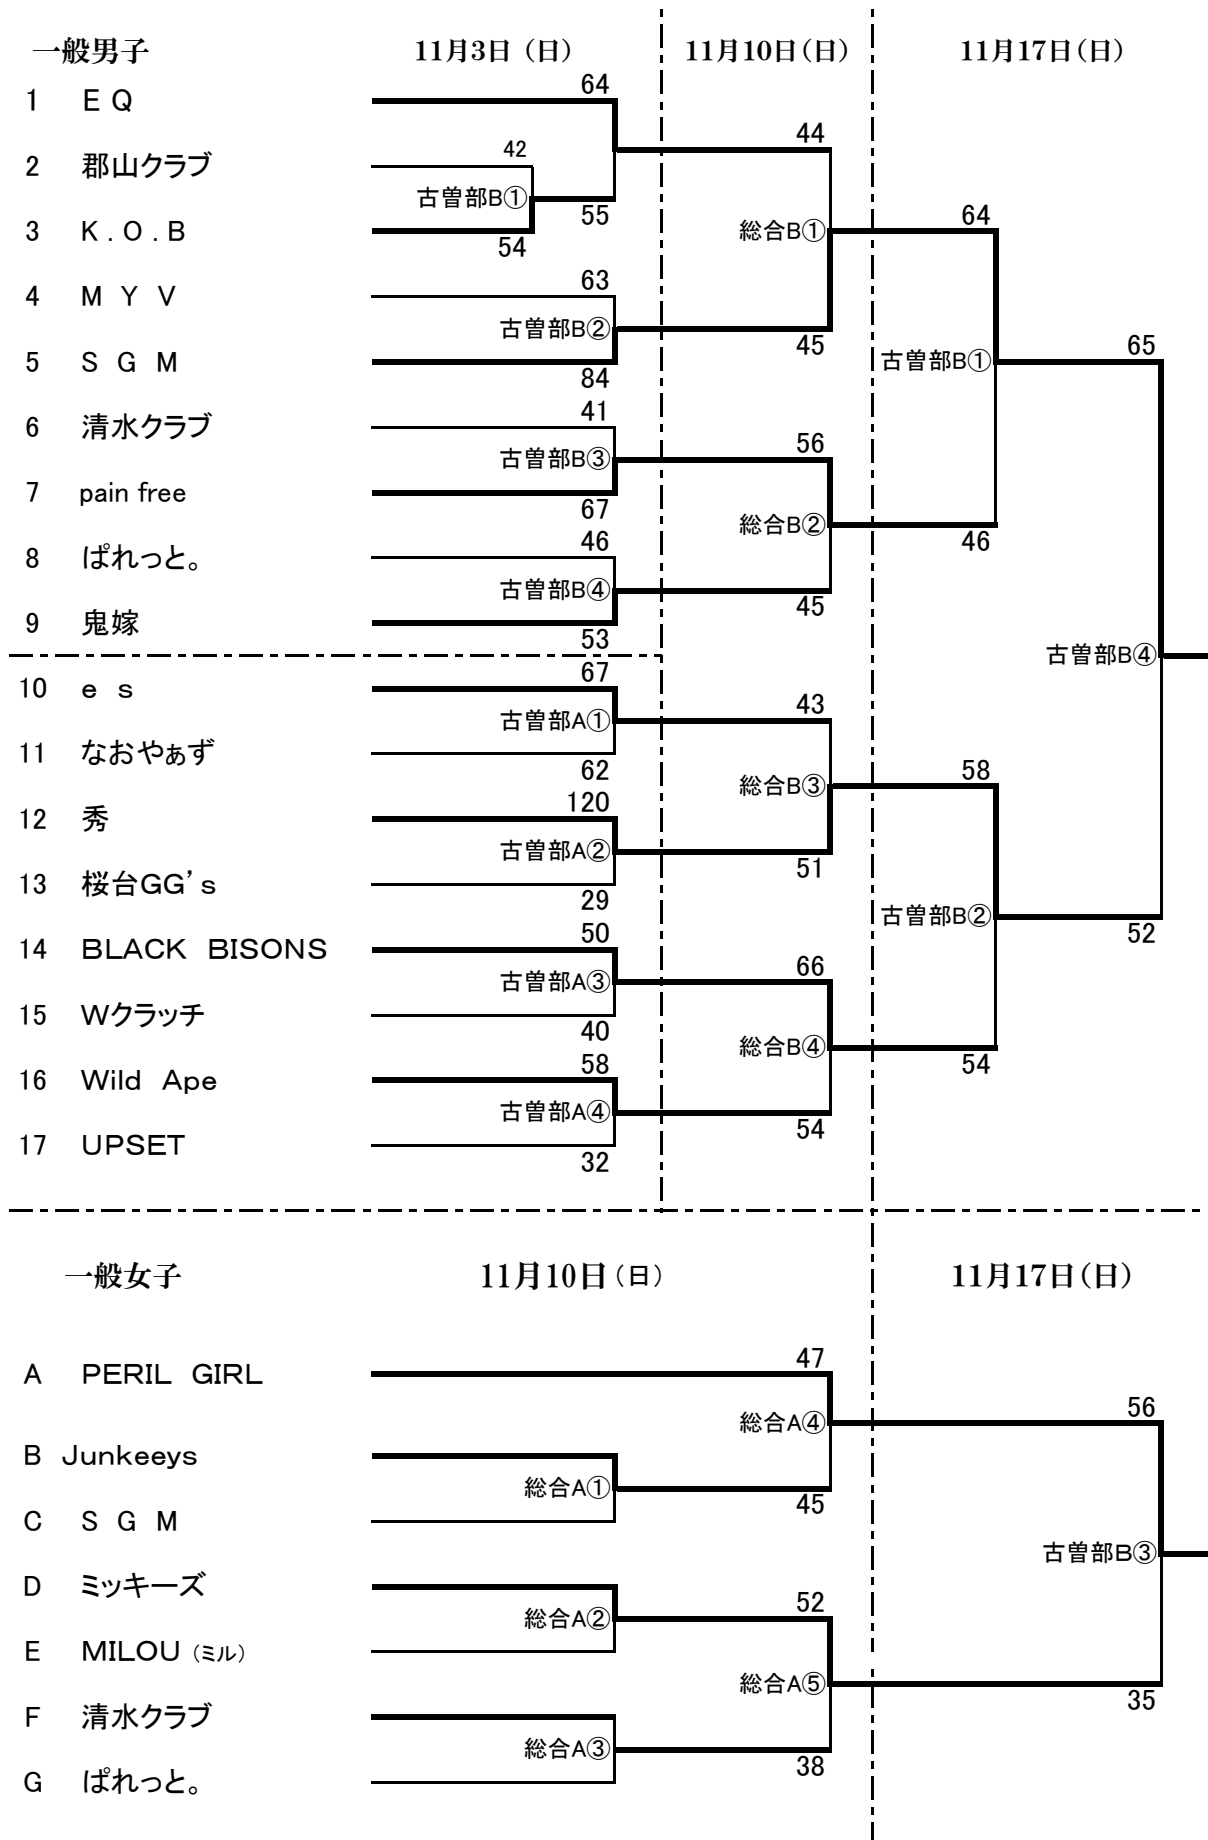 一般男子 11月3日（日） 11月10日（日） 11月17日（日）
64
1 ＥＱ
44
42
2 郡山クラブ
古曽部B①
64
55
3 Ｋ.Ｏ.Ｂ
総合B①
54
63
4 Ｍ Ｙ Ｖ
古曽部B②
45
65
5 Ｓ Ｇ Ｍ
古曽部B①
84
41
6 清水クラブ
56
古曽部B③
7 pain free
67
総合B②
46
46
8 ぱれっと。
古曽部B④
45
9 鬼嫁
53
古曽部B④
67
10 ｅ ｓ
43
古曽部A①
11 なおやぁず
62
58
総合B③
120
12 秀
古曽部A②
51
13 桜台GG’ｓ
29
古曽部B②
50
52
14 BLACK BISONS
66
古曽部A③
15 Ｗクラッチ
40
総合B④
58
54
16 Wild Ape
古曽部A④
54
17 UPSET
32
一般女子 11月10日（日） 11月17日（日）
47
A PERIL GIRL
56
総合A④
B Junkeeys
総合A①
45
C Ｓ Ｇ Ｍ
古曽部B③
D ミッキーズ
52
総合A②
E MILOU（ミル）
総合A⑤
35
F 清水クラブ
総合A③
38
G ぱれっと。